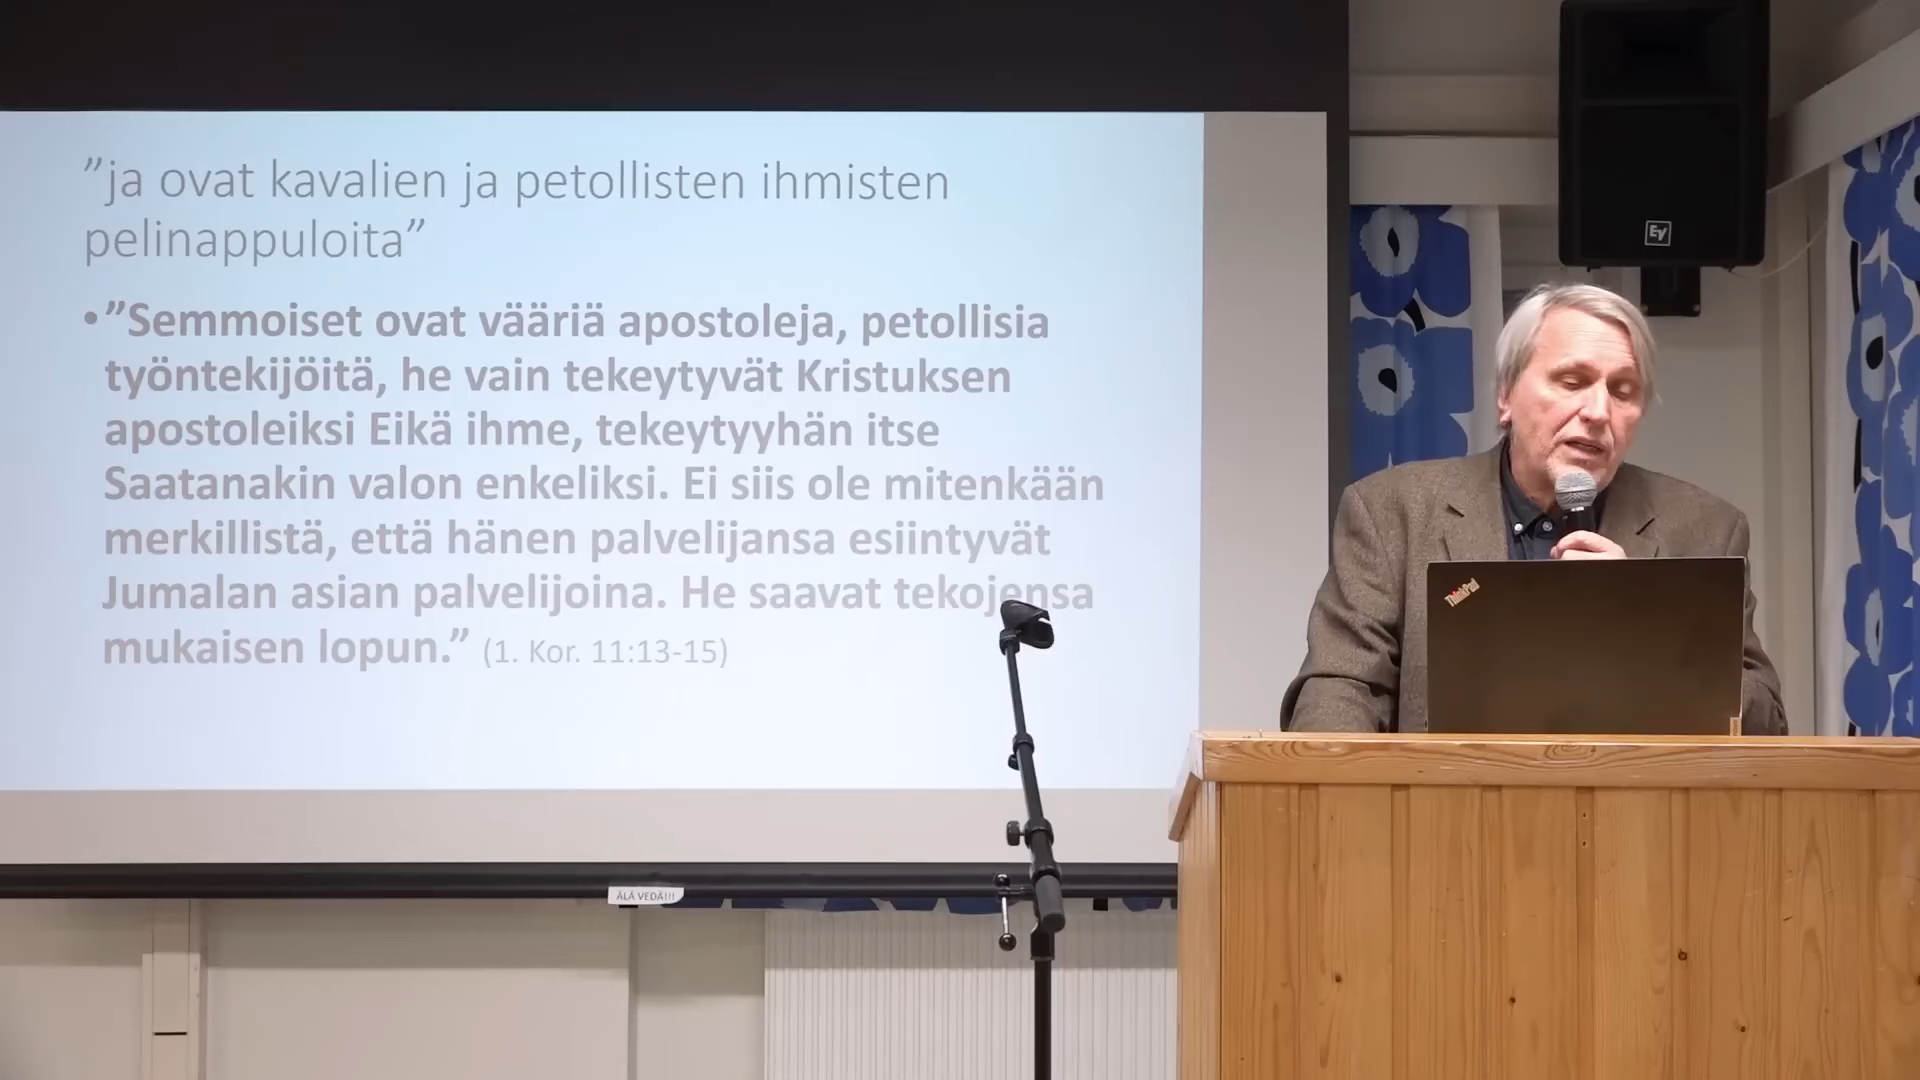 ”ja ovat kavalien ja petollisten ihmisten
pelinappuloita”
•”Semmoiset ovat vääriä apostoleja, petollisia
työntekijöitä, he vain tekeytyvät Kristuksen
apostoleiksi Eikä ihme, tekeytyyhän itse
Saatanakin valon enkeliksi. Ei siis ole mitenkään
merkillistä, että hänen palvelijansa esiintyvät
Jumalan asian palvelijoina. He saavat tekojensa
mukaisen lopun.” (1. Kor. 11:13-15)
ÄLÄ VEDÄ!!!
EV
ThinkPad